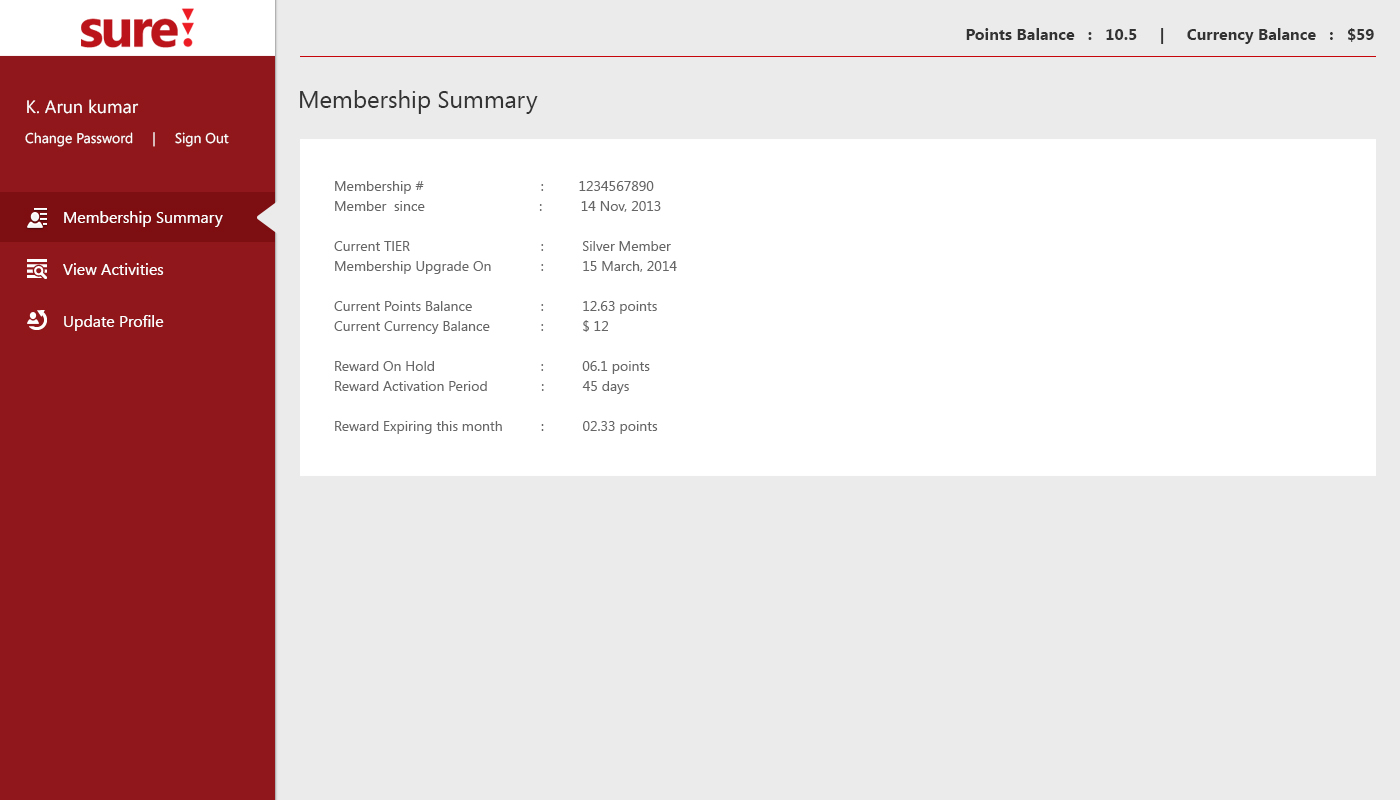 sure!
Points Balance : 10.5 | Currency Balance : $59
K. Arun kumar
Change Password | Sign Out
Membership Summary
View Activities
Update Profile
Membership Summary
Membership # : 1234567890
Member since : 14 Nov, 2013
Current TIER : Silver Member
Membership Upgrade On : 15 March, 2014
Current Points Balance : 12.63 points
Current Currency Balance : $ 12
Reward On Hold : 06.1 points
Reward Activation Period : 45 days
Reward Expiring this month : 02.33 points